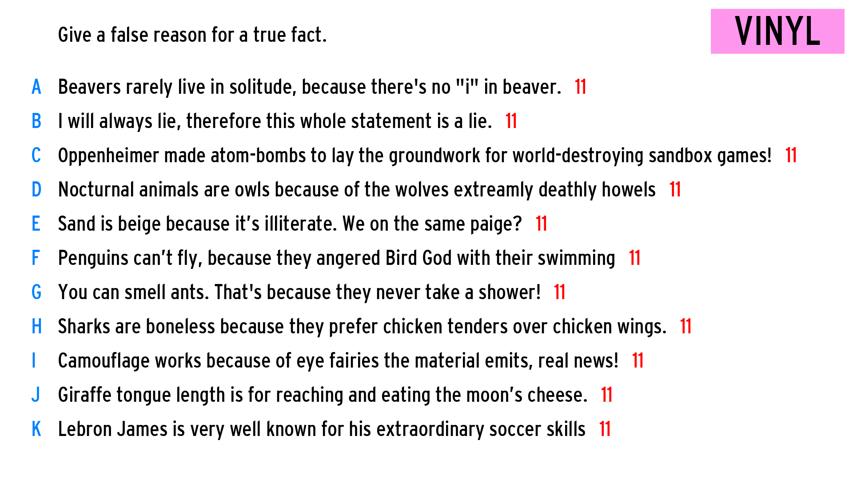 Give a false reason for a true fact.
VINYL
A Beavers rarely live in solitude, because there's no "i" in beaver. 11
B I will always lie, therefore this whole statement is a lie. 11
C Oppenheimer made atom-bombs to lay the groundwork for world-destroying sandbox games! 11
D Nocturnal animals are owls because of the wolves extreamly deathly howels 11
E Sand is beige because it’s illiterate. We on the same paige? 11
F Penguins can’t fly, because they angered Bird God with their swimming 11
G You can smell ants. That's because they never take a shower! 11
H Sharks are boneless because they prefer chicken tenders over chicken wings. 11
I Camouflage works because of eye fairies the material emits, real news! 11
J Giraffe tongue length is for reaching and eating the moon’s cheese. 11
K Lebron James is very well known for his extraordinary soccer skills 11